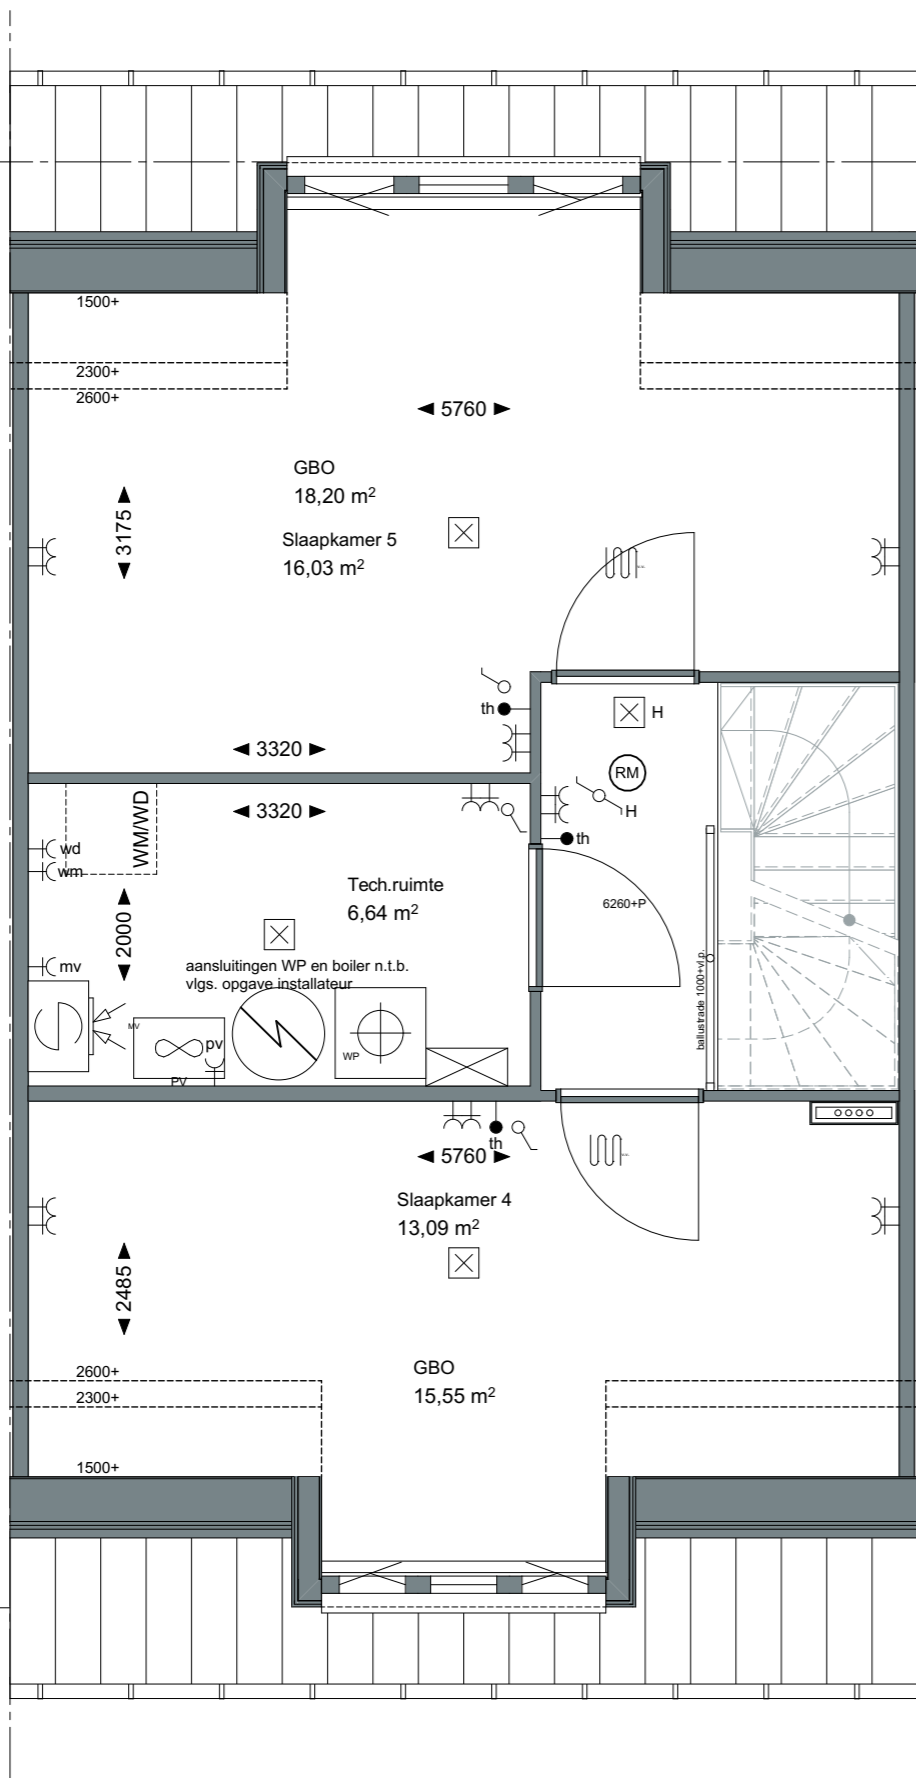 1500+
2300+
2600+
◄ 5760 ►
GBO
18,20 m²
◄ 3175 ►
Slaapkamer 5
16,03 m²
th
H
◄ 3320 ►
RM
◄ 3320 ►
WM/WD
H
wd
th
wm
Tech.ruimte
6,64 m²
6260+P
◄ 2000 ►
mv
aansluitingen WP en boiler n.t.b.
vlgs. opgave installateur
ballustrade 1000+vl.p.
MV
pv
WP
PV
th
◄ 5760 ►
Slaapkamer 4
13,09 m²
◄ 2485 ►
2600+
GBO
2300+
15,55 m²
1500+